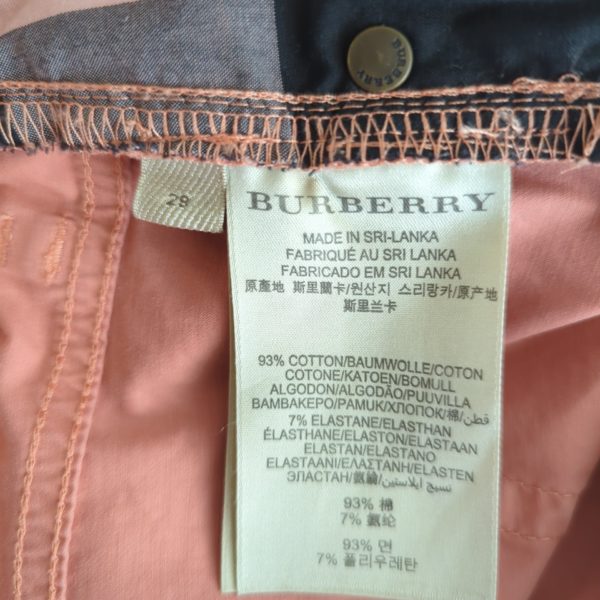 BURBERRY
29
BURBERRY
MADE IN SRI-LANKA
FABRIQUÉ AU SRI LANKA
FABRICADO EM SRI LANKA
原產地 斯里蘭卡/원산지 스리랑카/原产地
斯里兰卡
93% COTTON/BAUMWOLLE/COTON
COTONE/KATOEN/BOMULL
ALGODON/ALGODÃO/PUUVILLA
BAMBAKEPO/PAMUK/ХЛОПОК/棉/قطن
7% ELASTANE/ELASTHAN
ÉLASTHANE/ELASTON/ELASTAAN
ELASTAN/ELASTANO
ELASTAANI/ΕΛΑΣΤΑΝΗ/ELASTEN
ЭЛАСТАН/氨綸/نسيج ايلاستين
93% 棉
7% 氨纶
93% 면
7% 폴리우레탄